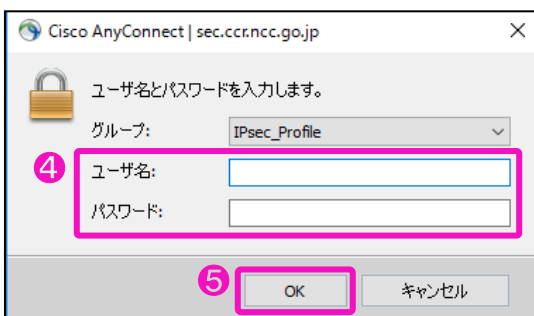 Cisco AnyConnect | sec.ccr.ncc.go.jp
ユーザ名とパスワードを入力します。
グループ: IPsec_Profile
❹ ユーザ名:
パスワード:
❺ OK キャンセル